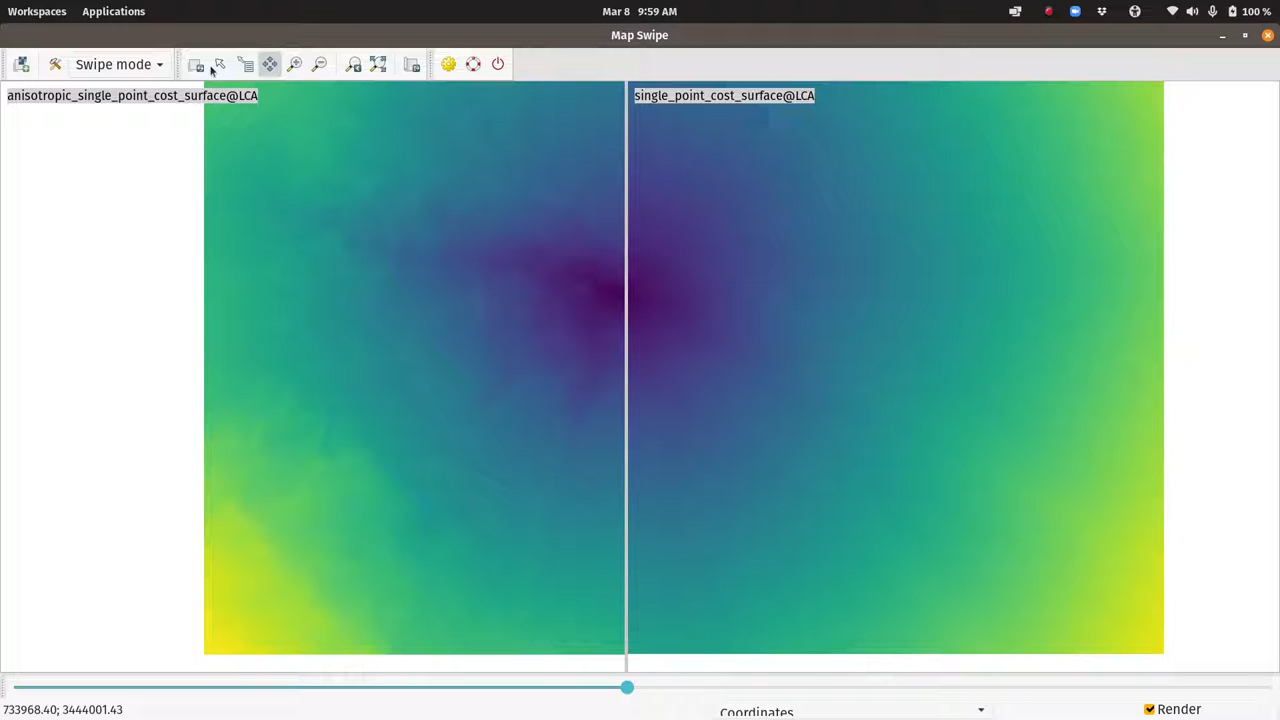 Workspaces Applications Mar 8 9:59 AM 100 %
Map Swipe
Swipe mode
anisotropic_single_point_cost_surface@LCA single_point_cost_surface@LCA
733968.40; 3444001.43 Coordinates Render